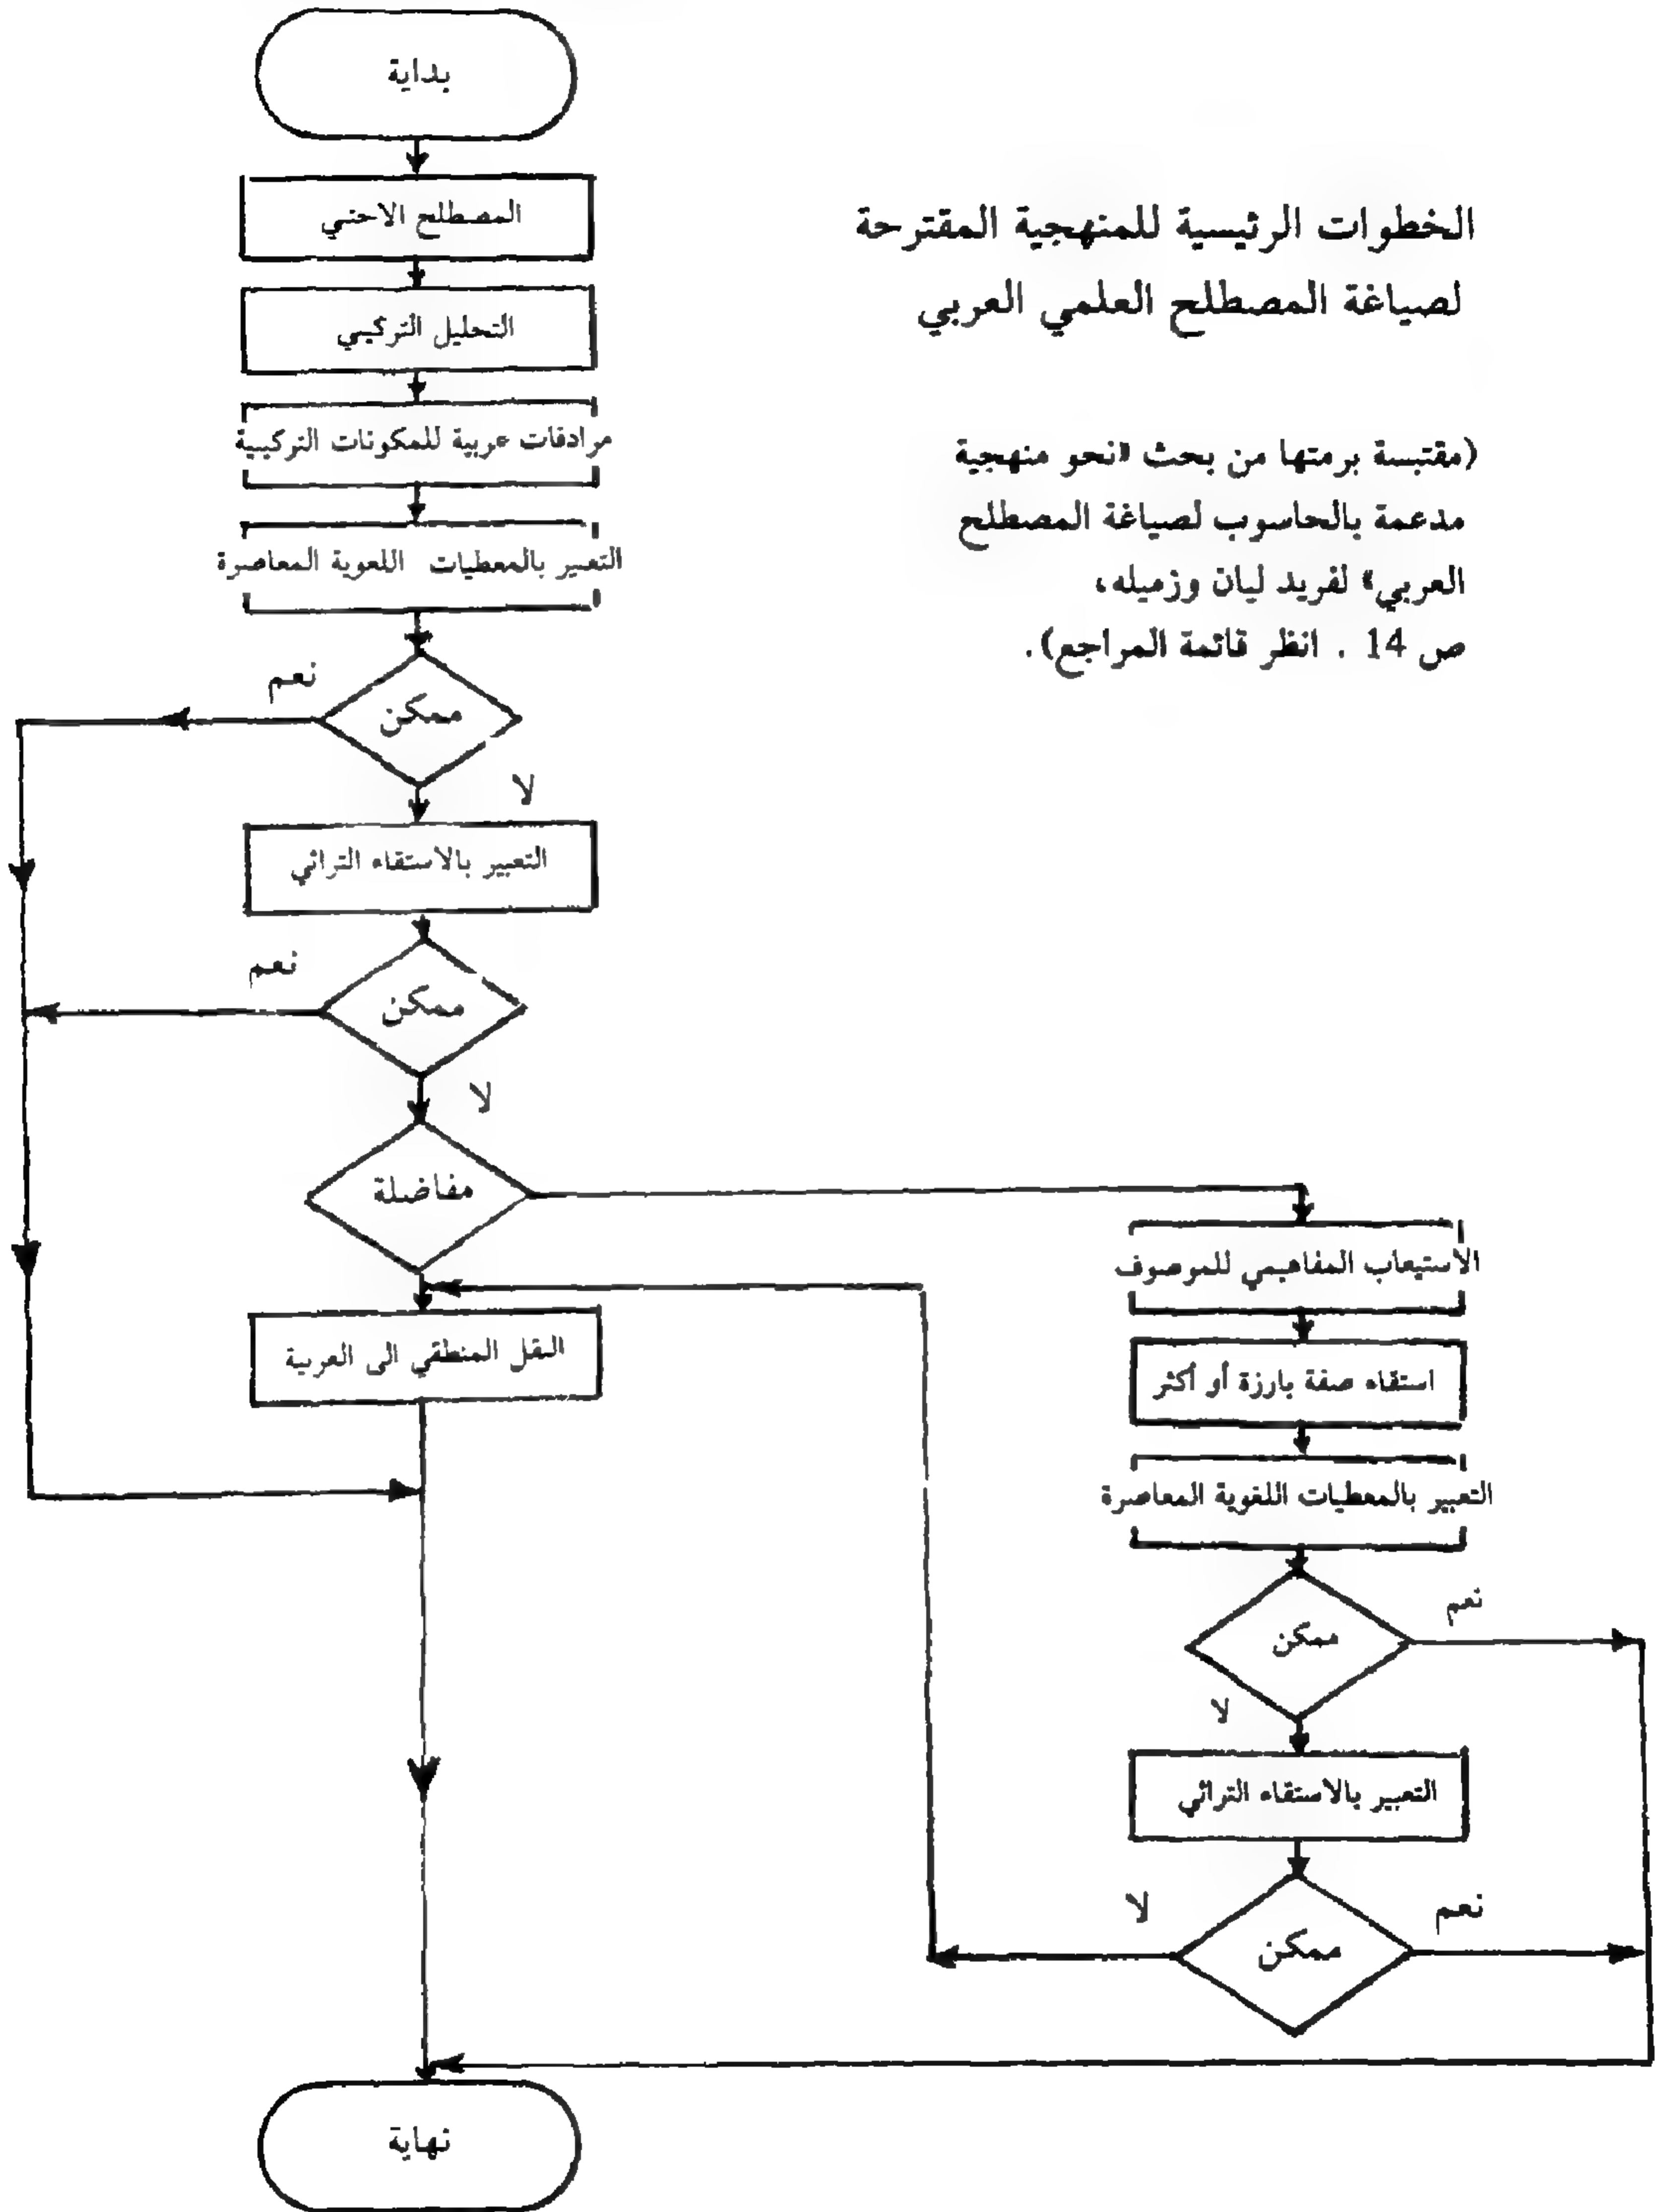 الخطوات الرئيسية للمنهجية المقترحة
لصياغة المصطلح العلمي العربي
(مقتبسة برمتها من بحث «نحو منهجية
مدعمة بالحاسوب لصياغة المصطلح
العربي» لفريد ليان وزميله،
ص 14 . انظر قائمة المراجع).
بداية
المصطلح الاجنبي
التحليل التركيبي
مرادفات عربية للمكونات التركيبية
التعبير بالمعطيات اللغوية المعاصرة
ممكن
نعم
لا
التعبير بالاستقاء التراثي
ممكن
نعم
لا
مفاضلة
النقل المنطقي الى العربية
الاستيعاب المفاهيمي للموصوف
استقاء صفة بارزة أو أكثر
التعبير بالمعطيات اللغوية المعاصرة
ممكن
نعم
لا
التعبير بالاستقاء التراثي
ممكن
نعم
لا
نهاية